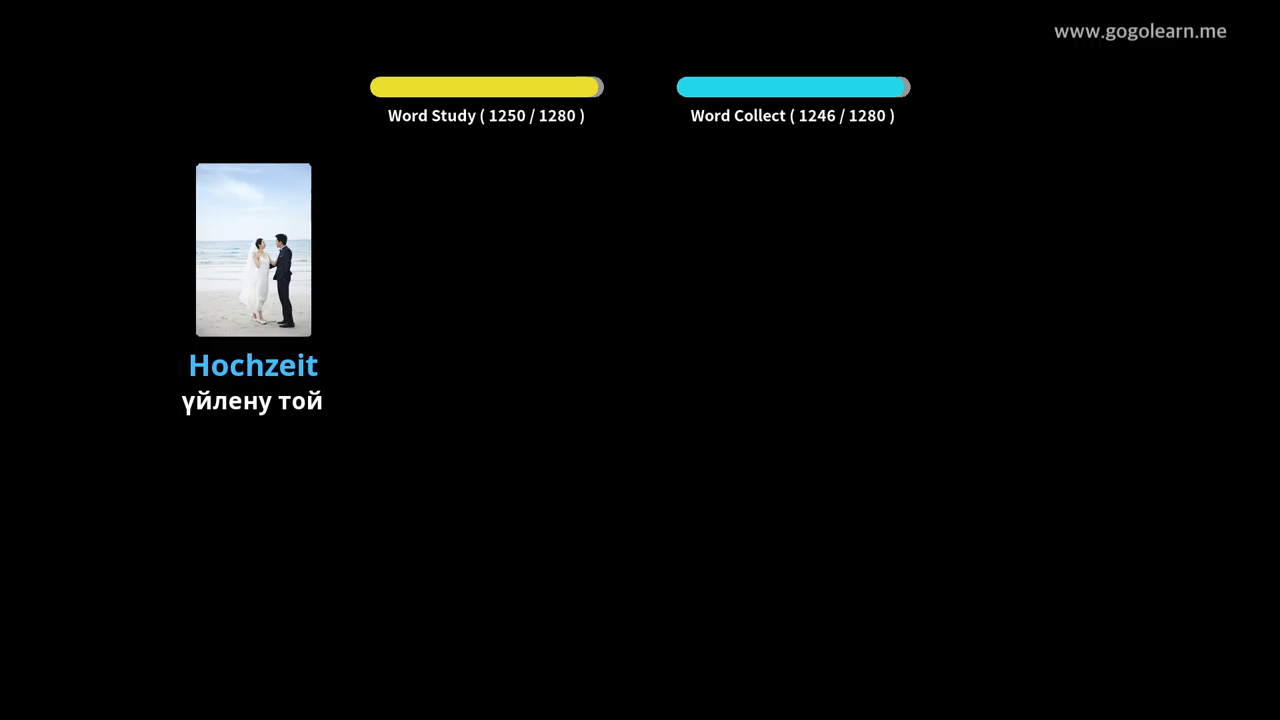 www.gogolearn.me
Word Study ( 1250 / 1280 )
Word Collect ( 1246 / 1280 )
Hochzeit
үйлену той